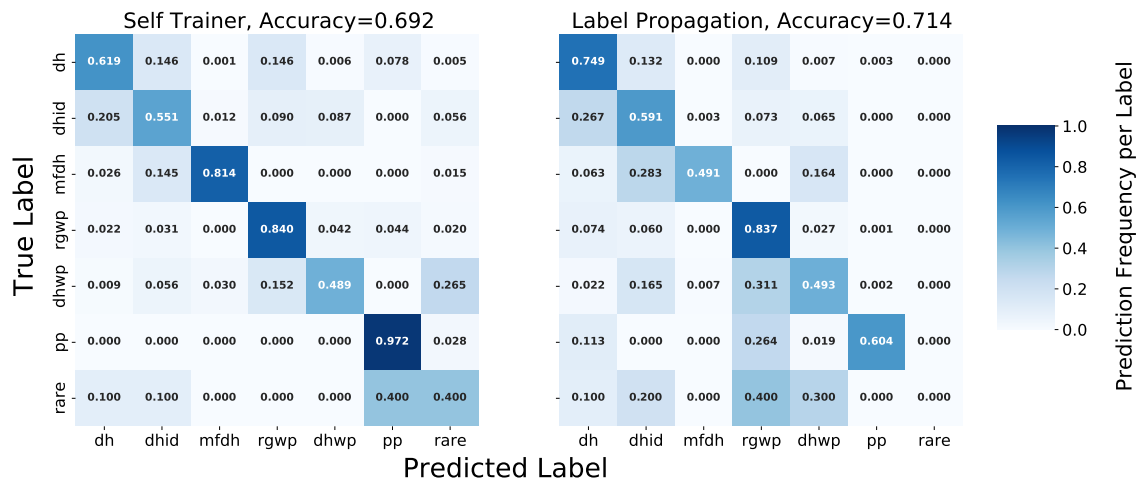 Self Trainer, Accuracy=0.692
Label Propagation, Accuracy=0.714
True Label
dh 0.619 0.146 0.001 0.146 0.006 0.078 0.005
dhid 0.205 0.551 0.012 0.090 0.087 0.000 0.056
mfdh 0.026 0.145 0.814 0.000 0.000 0.000 0.015
rgwp 0.022 0.031 0.000 0.840 0.042 0.044 0.020
dhwp 0.009 0.056 0.030 0.152 0.489 0.000 0.265
pp 0.000 0.000 0.000 0.000 0.000 0.972 0.028
rare 0.100 0.100 0.000 0.000 0.000 0.400 0.400
dh dhid mfdh rgwp dhwp pp rare
0.749 0.132 0.000 0.109 0.007 0.003 0.000
0.267 0.591 0.003 0.073 0.065 0.000 0.000
0.063 0.283 0.491 0.000 0.164 0.000 0.000
0.074 0.060 0.000 0.837 0.027 0.001 0.000
0.022 0.165 0.007 0.311 0.493 0.002 0.000
0.113 0.000 0.000 0.264 0.019 0.604 0.000
0.100 0.200 0.000 0.400 0.300 0.000 0.000
dh dhid mfdh rgwp dhwp pp rare
Predicted Label
1.0
0.8
0.6
0.4
0.2
0.0
Prediction Frequency per Label